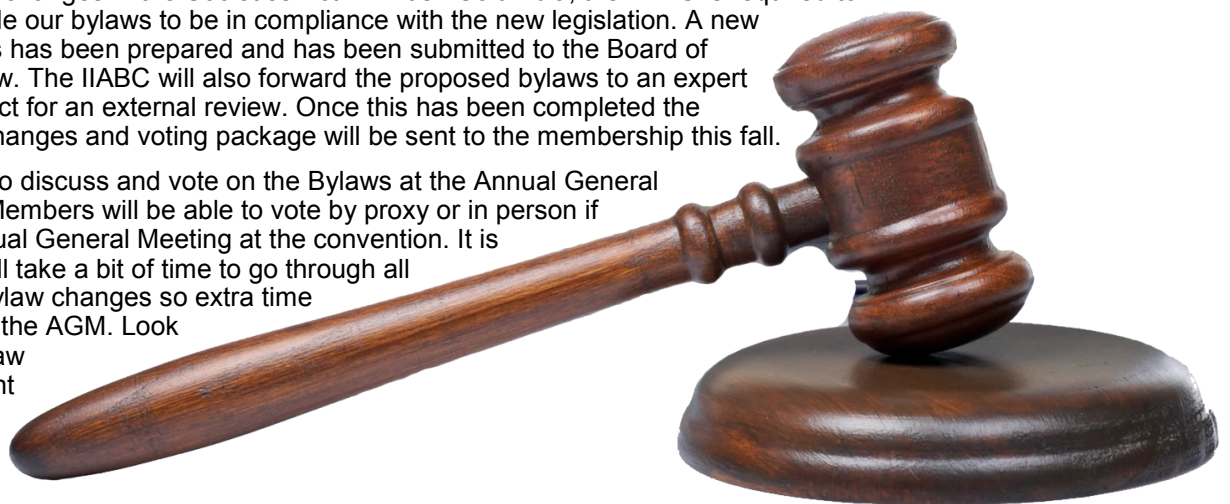 de our bylaws to be in compliance with the new legislation. A new
s has been prepared and has been submitted to the Board of
w. The IIABC will also forward the proposed bylaws to an expert
ct for an external review. Once this has been completed the
hanges and voting package will be sent to the membership this fall.
o discuss and vote on the Bylaws at the Annual General
Members will be able to vote by proxy or in person if
ual General Meeting at the convention. It is
ll take a bit of time to go through all
ylaw changes so extra time
the AGM. Look
aw
nt